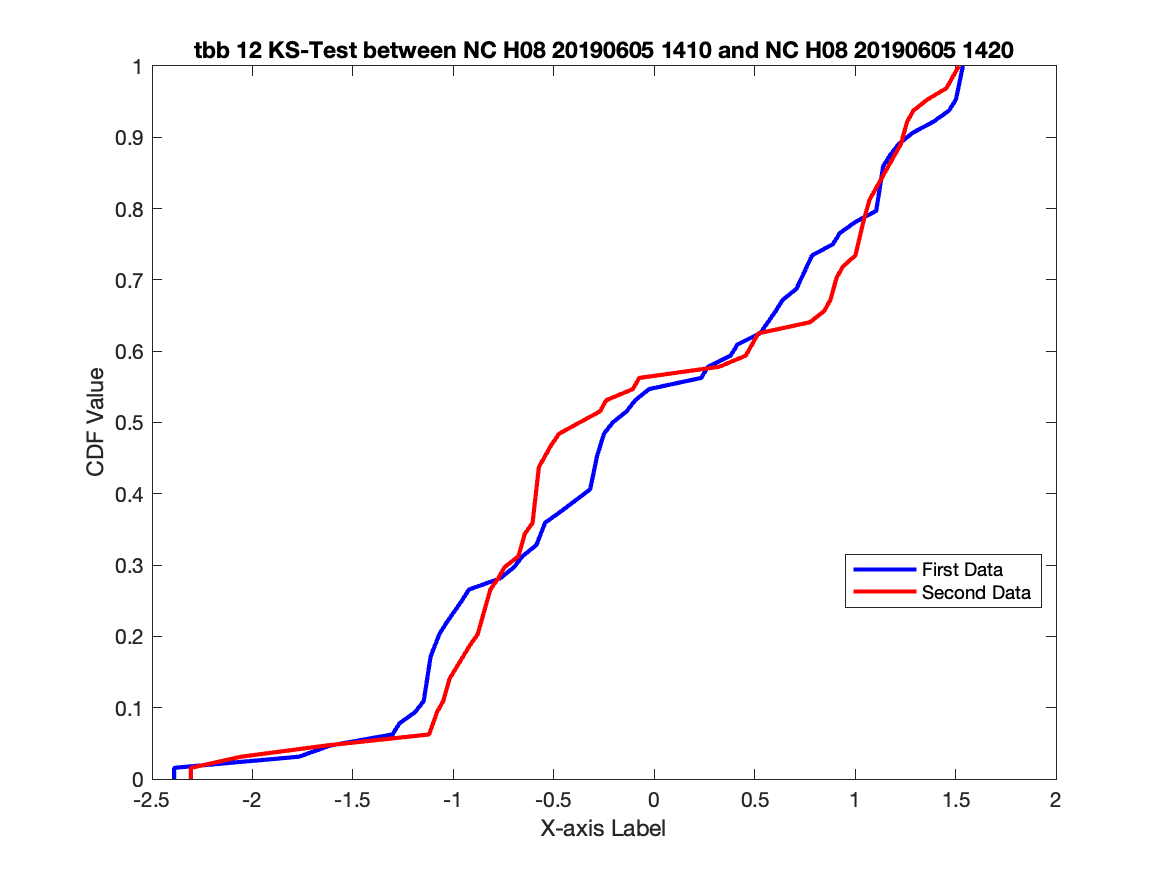 tbb 12 KS-Test between NC H08 20190605 1410 and NC H08 20190605 1420
1
0.9
0.8
0.7
0.6
0.5
0.4
0.3
0.2
0.1
0
CDF Value
First Data
Second Data
-2.5 -2 -1.5 -1 -0.5 0 0.5 1 1.5 2
X-axis Label